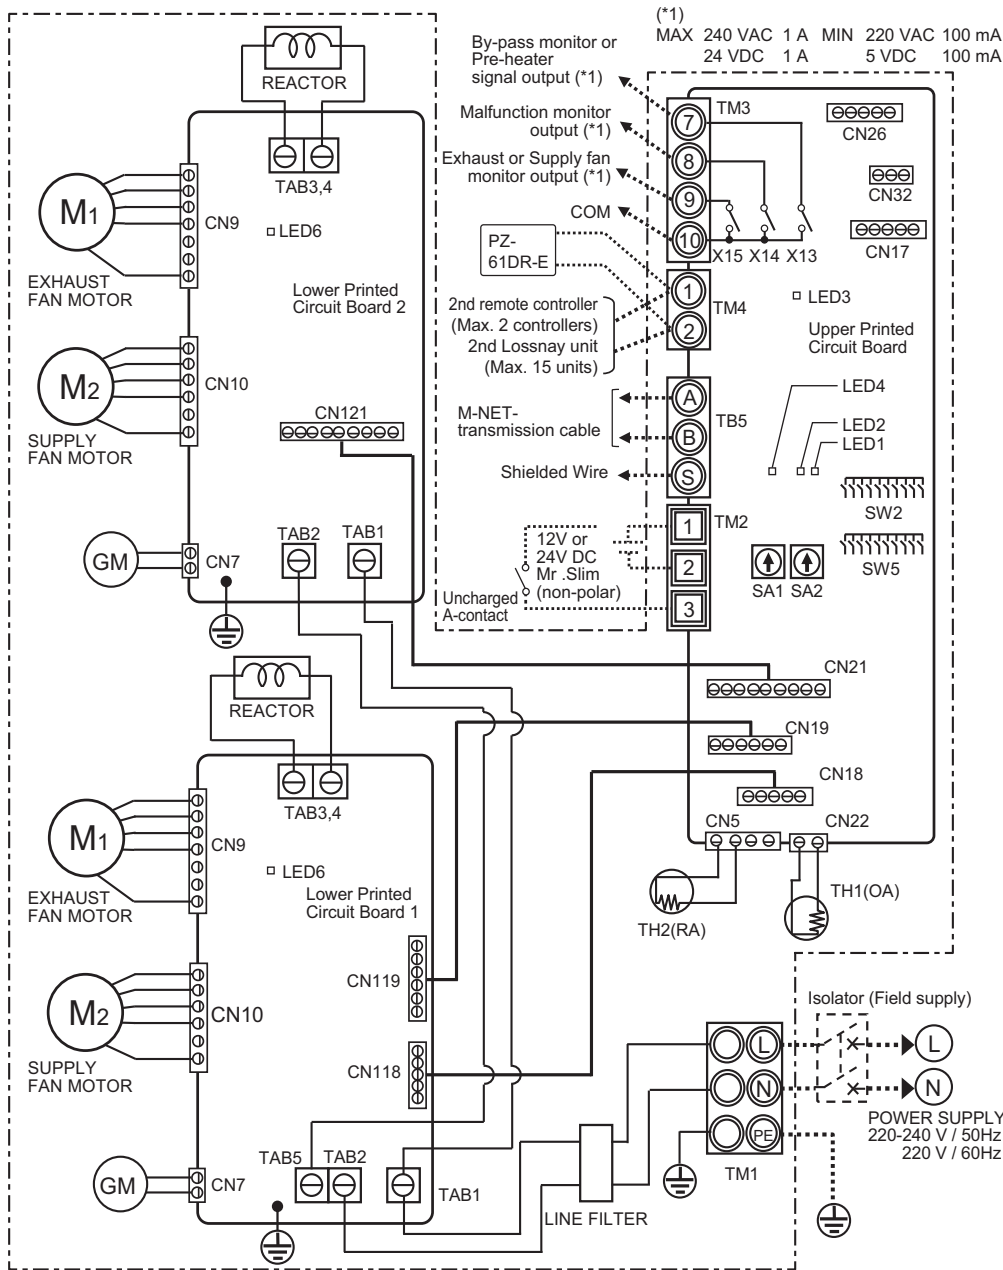 (*1)
MAX 240 VAC 1 A MIN 220 VAC 100 mA
24 VDC 1 A 5 VDC 100 mA
REACTOR
TAB3,4
M1
EXHAUST
FAN MOTOR
CN9
LED6
Lower Printed
Circuit Board 2
M2
SUPPLY
FAN MOTOR
CN10
CN121
GM
CN7
TAB2
TAB1
By-pass monitor or
Pre-heater
signal output (*1)
Malfunction monitor
output (*1)
Exhaust or Supply fan
monitor output (*1)
COM
PZ-
61DR-E
2nd remote controller
(Max. 2 controllers)
2nd Lossnay unit
(Max. 15 units)
M-NET-
transmission cable
Shielded Wire
12V or
24V DC
Mr .Slim
(non-polar)
Uncharged
A-contact
TM3
7
8
9
10
X15 X14 X13
1
2
TM4
A
B
S
TB5
1
2
3
TM2
CN26
CN32
CN17
LED3
Upper Printed
Circuit Board
LED4
LED2
LED1
SW2
SW5
SA1 SA2
CN21
CN19
CN18
CN5
CN22
TH2(RA)
TH1(OA)
REACTOR
TAB3,4
M1
EXHAUST
FAN MOTOR
CN9
LED6
Lower Printed
Circuit Board 1
CN119
M2
SUPPLY
FAN MOTOR
CN10
CN118
GM
CN7
TAB5 TAB2
TAB1
LINE FILTER
L
N
PE
TM1
Isolator (Field supply)
L
N
POWER SUPPLY
220-240 V / 50Hz
220 V / 60Hz